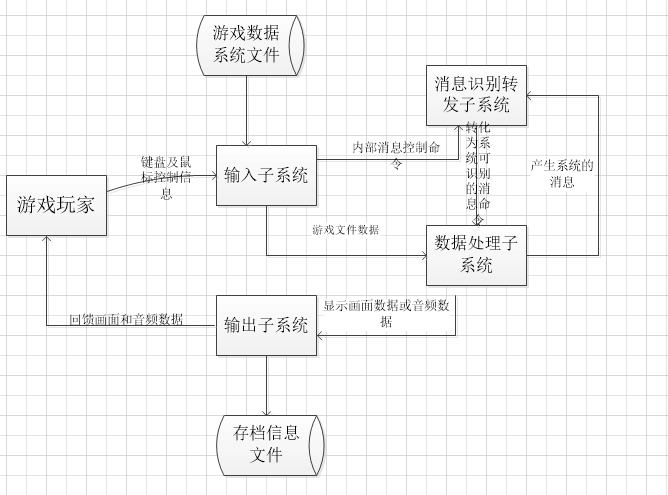 游戏数据
系统文件
消息识别转
发子系统
键盘及鼠
标控制信
息
输入子系统
内部消息控制命
令
转化
为系
统可
识别
的消
息命
令
产生系统的
消息
游戏玩家
游戏文件数据
数据处理子
系统
回馈画面和音频数据
输出子系统
显示画面数据或音频数
据
存档信息
文件